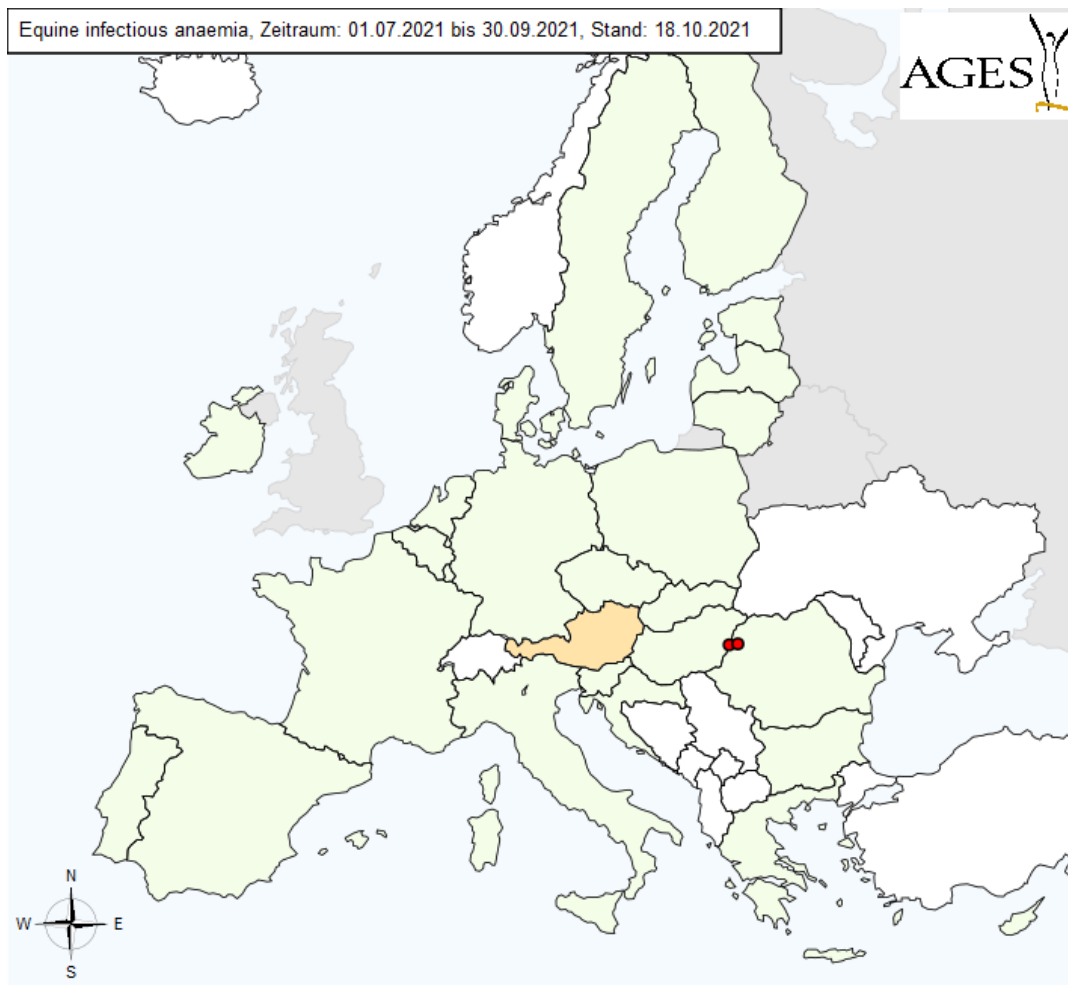 Equine infectious anaemia, Zeitraum: 01.07.2021 bis 30.09.2021, Stand: 18.10.2021
AGES
N
W E
S